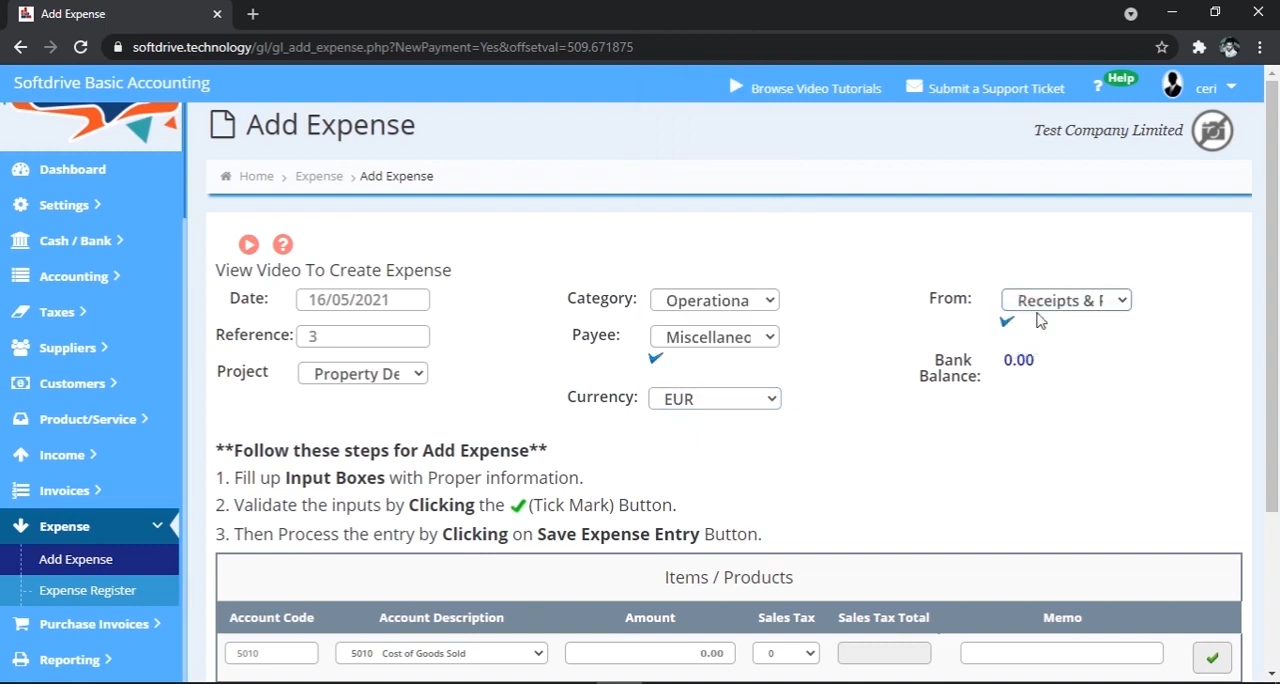 Add Expense
softdrive.technology/gl/gl_add_expense.php?NewPayment=Yes&offsetval=509.671875
Softdrive Basic Accounting
Browse Video Tutorials
Submit a Support Ticket
? Help
ceri
Add Expense
Test Company Limited
Dashboard
Settings
Cash / Bank
Accounting
Taxes
Suppliers
Customers
Product/Service
Income
Invoices
Expense
Add Expense
Expense Register
Purchase Invoices
Reporting
Home > Expense > Add Expense
View Video To Create Expense
Date: 16/05/2021
Category: Operationa
From: Receipts &
Reference: 3
Payee: Miscellanec
Bank Balance: 0.00
Project Property De
Currency: EUR
**Follow these steps for Add Expense**
1. Fill up Input Boxes with Proper information.
2. Validate the inputs by Clicking the ✓ (Tick Mark) Button.
3. Then Process the entry by Clicking on Save Expense Entry Button.
Items / Products
Account Code Account Description Amount Sales Tax Sales Tax Total Memo
5010 5010 Cost of Goods Sold 0.00 0